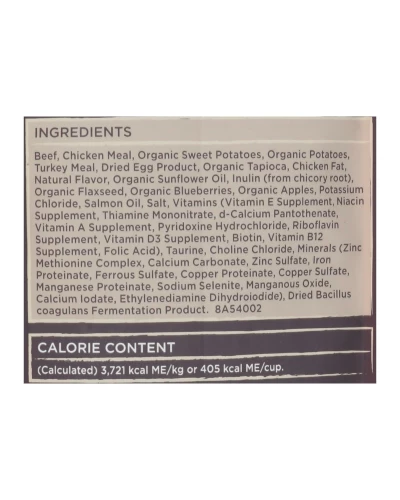 INGREDIENTS
Beef, Chicken Meal, Organic Sweet Potatoes, Organic Potatoes,
Turkey Meal, Dried Egg Product, Organic Tapioca, Chicken Fat,
Natural Flavor, Organic Sunflower Oil, Inulin (from chicory root),
Organic Flaxseed, Organic Blueberries, Organic Apples, Potassium
Chloride, Salmon Oil, Salt, Vitamins (Vitamin E Supplement, Niacin
Supplement, Thiamine Mononitrate, d-Calcium Pantothenate,
Vitamin A Supplement, Pyridoxine Hydrochloride, Riboflavin
Supplement, Vitamin D3 Supplement, Biotin, Vitamin B12
Supplement, Folic Acid), Taurine, Choline Chloride, Minerals (Zinc
Methionine Complex, Calcium Carbonate, Zinc Sulfate, Iron
Proteinate, Ferrous Sulfate, Copper Proteinate, Copper Sulfate,
Manganese Proteinate, Sodium Selenite, Manganous Oxide,
Calcium Iodate, Ethylenediamine Dihydroiodide), Dried Bacillus
coagulans Fermentation Product. 8A54002
CALORIE CONTENT
(Calculated) 3,721 kcal ME/kg or 405 kcal ME/cup.